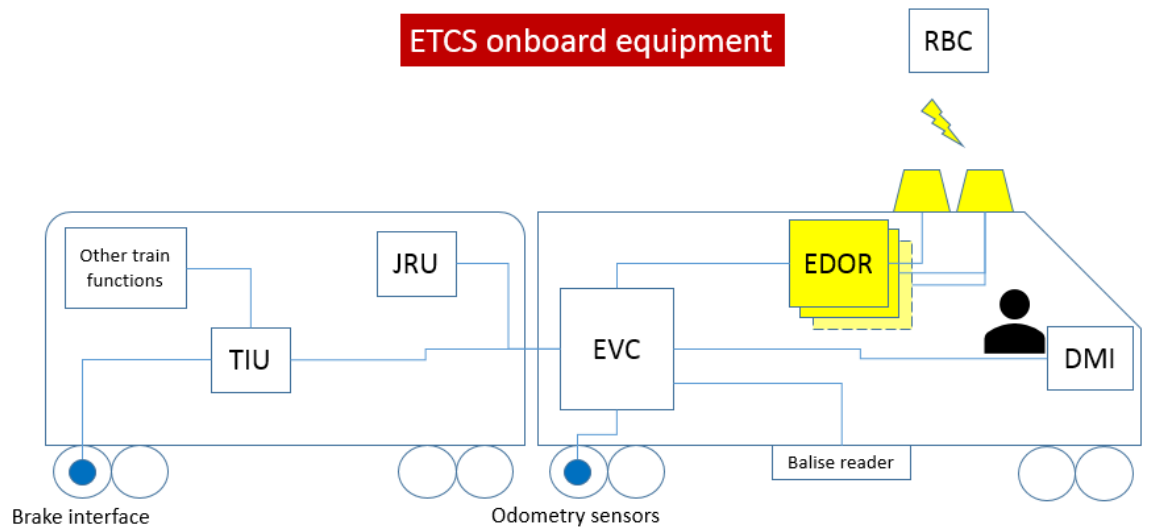 ETCS onboard equipment
RBC
Other train
functions
JRU
EDOR
TIU
EVC
DMI
Balise reader
Brake interface
Odometry sensors